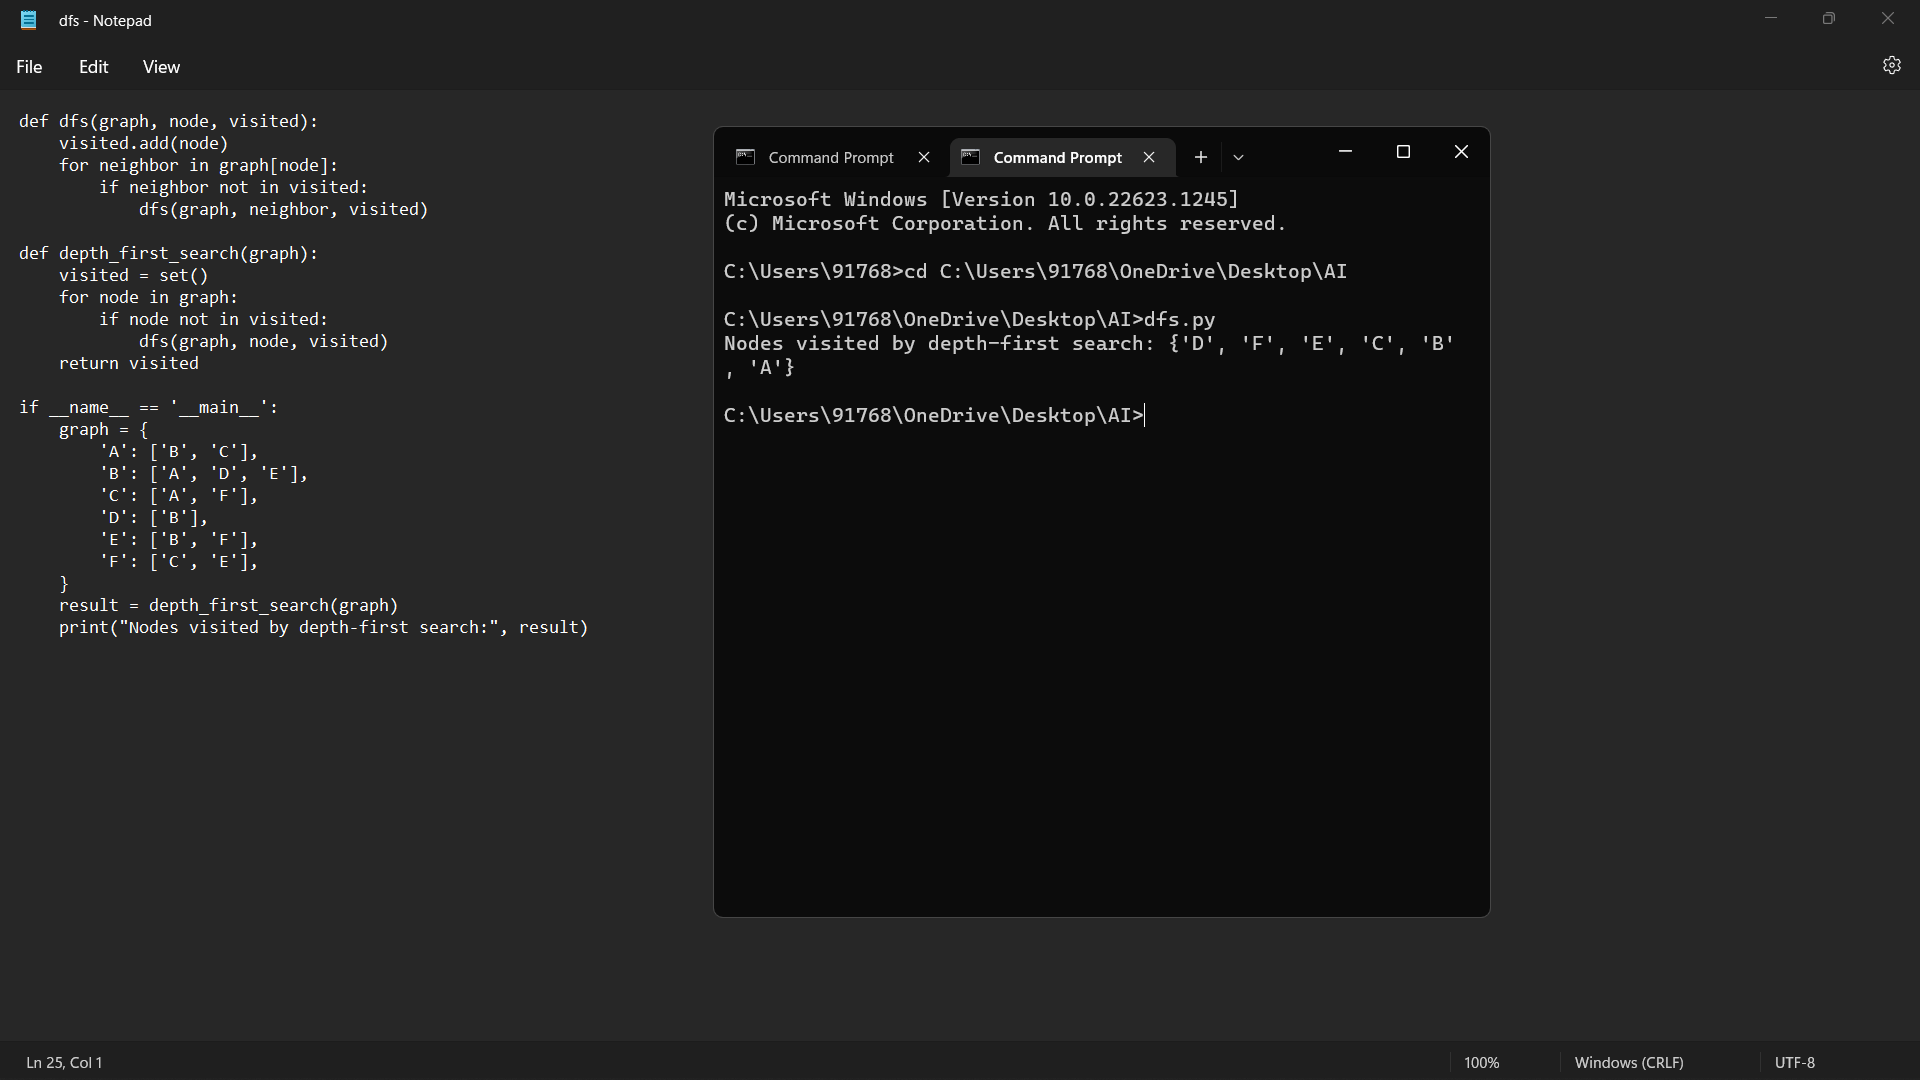 dfs - Notepad
File Edit View
def dfs(graph, node, visited):
    visited.add(node)
    for neighbor in graph[node]:
        if neighbor not in visited:
            dfs(graph, neighbor, visited)

def depth_first_search(graph):
    visited = set()
    for node in graph:
        if node not in visited:
            dfs(graph, node, visited)
    return visited

if __name__ == '__main__':
    graph = {
        'A': ['B', 'C'],
        'B': ['A', 'D', 'E'],
        'C': ['A', 'F'],
        'D': ['B'],
        'E': ['B', 'F'],
        'F': ['C', 'E'],
    }
    result = depth_first_search(graph)
    print("Nodes visited by depth-first search:", result)
Command Prompt Command Prompt
Microsoft Windows [Version 10.0.22623.1245]
(c) Microsoft Corporation. All rights reserved.

C:\Users\91768>cd C:\Users\91768\OneDrive\Desktop\AI

C:\Users\91768\OneDrive\Desktop\AI>dfs.py
Nodes visited by depth-first search: {'D', 'F', 'E', 'C', 'B'
, 'A'}

C:\Users\91768\OneDrive\Desktop\AI>
Ln 25, Col 1 100% Windows (CRLF) UTF-8